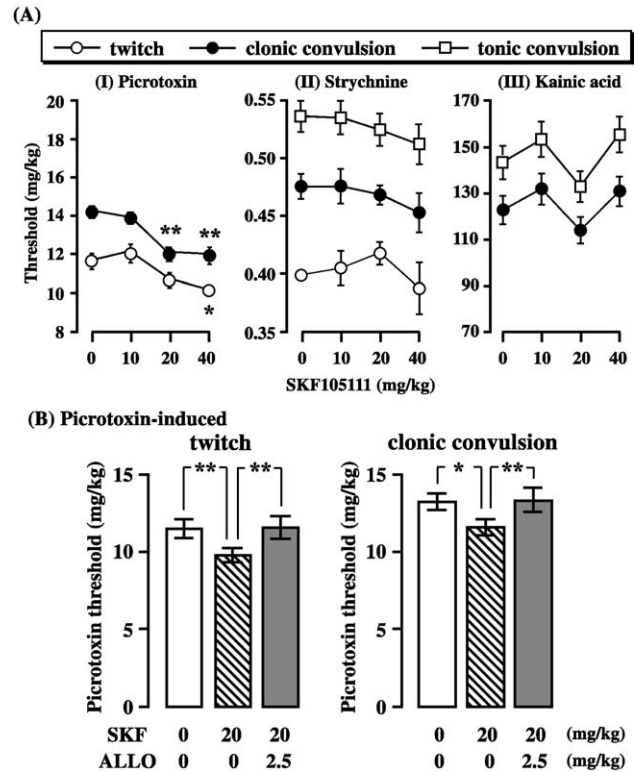 (A)
twitch clonic convulsion tonic convulsion
(I) Picrotoxin (II) Strychnine (III) Kainic acid
Threshold (mg/kg)
20
18
16
14
12
10
8
** **
*
0 10 20 40
0.55
0.50
0.45
0.40
0.35
0 10 20 40
170
150
130
110
90
70
0 10 20 40
SKF105111 (mg/kg)
(B) Picrotoxin-induced
twitch clonic convulsion
Picrotoxin threshold (mg/kg)
15
10
5
0
** **
Picrotoxin threshold (mg/kg)
15
10
5
0
* **
SKF 0 20 20 0 20 20 (mg/kg)
ALLO 0 0 2.5 0 0 2.5 (mg/kg)